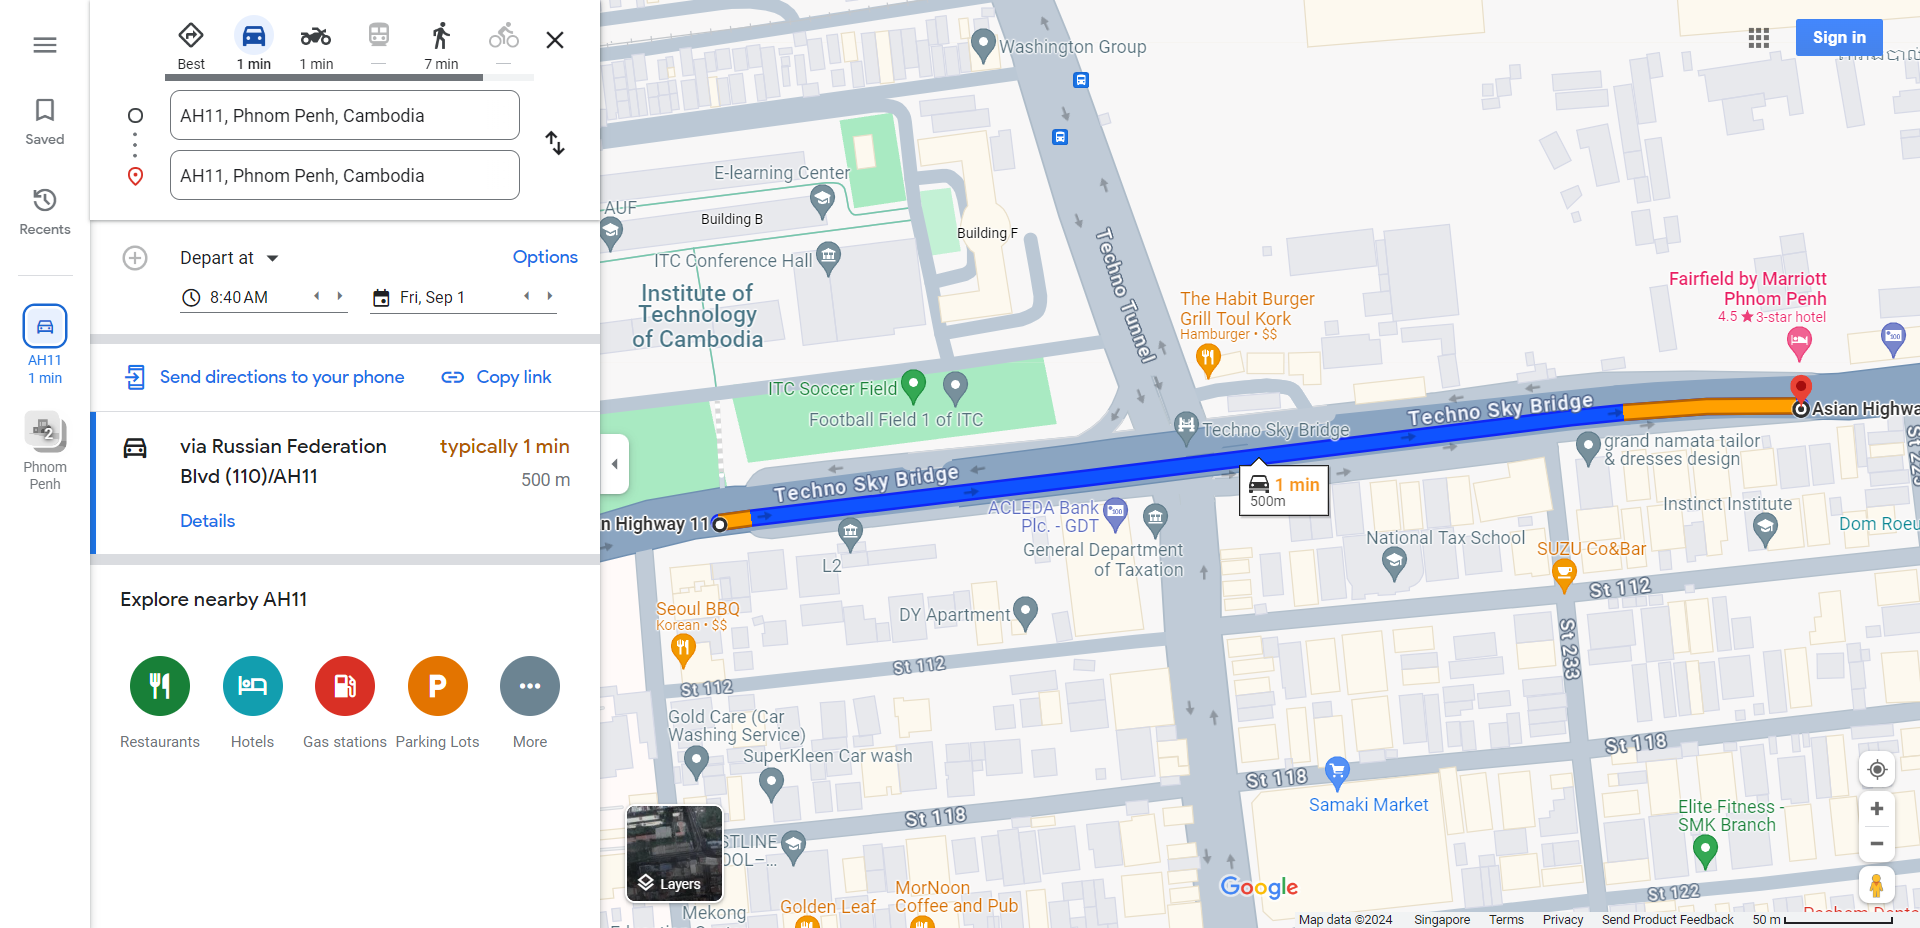 Best
1 min
1 min
7 min
Saved
Recents
AH11
1 min
2
Phnom
Penh
AH11, Phnom Penh, Cambodia
AH11, Phnom Penh, Cambodia
Depart at
Options
8:40 AM
Fri, Sep 1
Send directions to your phone
Copy link
via Russian Federation
Blvd (110)/AH11
typically 1 min
500 m
Details
Explore nearby AH11
Restaurants
Hotels
Gas stations
Parking Lots
More
Sign in
Washington Group
E-learning Center
AUF
Building B
Building F
ITC Conference Hall
Institute of
Technology
of Cambodia
Techno Tunnel
The Habit Burger
Grill Toul Kork
Hamburger • $$
Fairfield by Marriott
Phnom Penh
4.5 ★ 3-star hotel
ITC Soccer Field
Football Field 1 of ITC
Techno Sky Bridge
Techno Sky Bridge
Techno Sky Bridge
Asian Highwa
n Highway 11
1 min
500m
grand namata tailor
& dresses design
St 223
ACLEDA Bank
Plc. - GDT
General Department
of Taxation
L2
National Tax School
Instinct Institute
Dom Roeu
SUZU Co&Bar
St 112
St 233
Seoul BBQ
Korean • $$
DY Apartment
St 112
St 112
Gold Care (Car
Washing Service)
SuperKleen Car wash
St 118
St 118
St 118
Samaki Market
Elite Fitness -
SMK Branch
STLINE
OOL–...
Layers
Mekong
Golden Leaf
MorNoon
Coffee and Pub
St 122
Google
Map data ©2024
Singapore
Terms
Privacy
Send Product Feedback
50 m